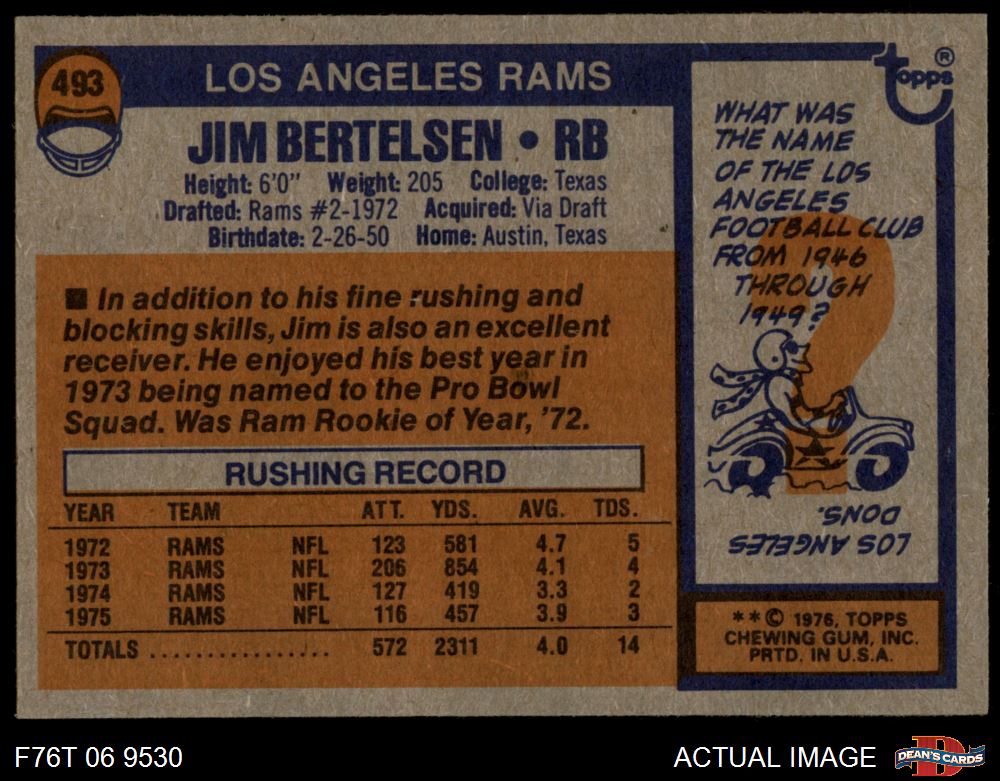 493
LOS ANGELES RAMS
JIM BERTELSEN • RB
Height: 6'0" Weight: 205 College: Texas
Drafted: Rams #2-1972 Acquired: Via Draft
Birthdate: 2-26-50 Home: Austin, Texas
■ In addition to his fine rushing and
blocking skills, Jim is also an excellent
receiver. He enjoyed his best year in
1973 being named to the Pro Bowl
Squad. Was Ram Rookie of Year, '72.
RUSHING RECORD
YEAR TEAM ATT. YDS. AVG. TDS.
1972 RAMS NFL 123 581 4.7 5
1973 RAMS NFL 206 854 4.1 4
1974 RAMS NFL 127 419 3.3 2
1975 RAMS NFL 116 457 3.9 3
TOTALS ................ 572 2311 4.0 14
topps ®
WHAT WAS
THE NAME
OF THE LOS
ANGELES
FOOTBALL CLUB
FROM 1946
THROUGH
1949?
LOS ANGELES
DONS.
**© 1976, TOPPS
CHEWING GUM, INC.
PRTD. IN U.S.A.
F76T 06 9530
ACTUAL IMAGE
D
DEAN'S CARDS